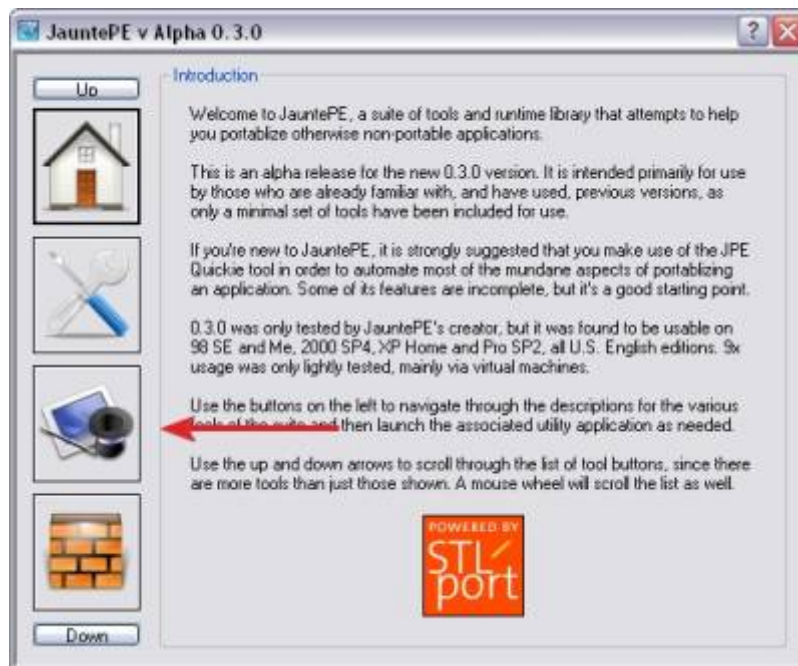 JauntePE v Alpha 0.3.0
Up
Introduction
Welcome to JauntePE, a suite of tools and runtime library that attempts to help
you portablize otherwise non-portable applications.
This is an alpha release for the new 0.3.0 version. It is intended primarily for use
by those who are already familiar with, and have used, previous versions, as
only a minimal set of tools have been included for use.
If you're new to JauntePE, it is strongly suggested that you make use of the JPE
Quickie tool in order to automate most of the mundane aspects of portablizing
an application. Some of its features are incomplete, but it's a good starting point.
0.3.0 was only tested by JauntePE's creator, but it was found to be usable on
98 SE and Me, 2000 SP4, XP Home and Pro SP2, all U.S. English editions. 9x
usage was only lightly tested, mainly via virtual machines.
Use the buttons on the left to navigate through the descriptions for the various
tools of the suite and then launch the associated utility application as needed.
Use the up and down arrows to scroll through the list of tool buttons, since there
are more tools than just those shown. A mouse wheel will scroll the list as well.
POWERED BY
STL
port
Down